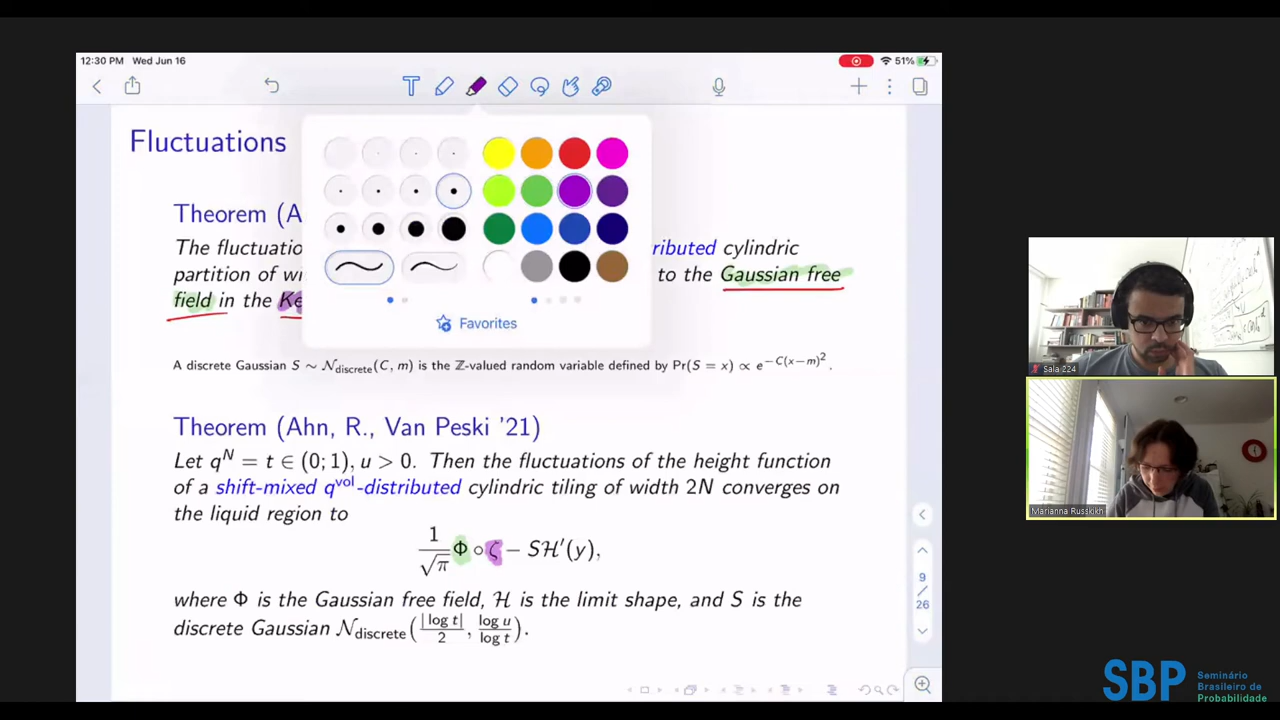 12:30 PM Wed Jun 16
51%
Fluctuations
Theorem (A
The fluctuatio ributed cylindric
partition of wi to the Gaussian free
field in the Ke
Favorites
A discrete Gaussian S ∼ 𝒩discrete(C, m) is the ℤ-valued random variable defined by Pr(S = x) ∝ e^{−C(x−m)²}.
Theorem (Ahn, R., Van Peski '21)
Let q^N = t ∈ (0; 1), u > 0. Then the fluctuations of the height function
of a shift-mixed q^vol-distributed cylindric tiling of width 2N converges on
the liquid region to
1/√π Φ ∘ ζ − Sℋ′(y),
where Φ is the Gaussian free field, ℋ is the limit shape, and S is the
discrete Gaussian 𝒩discrete(|log t|/2, log u/log t).
9
/
26
Sala 224
Marianna Russkikh
SBP
Seminário
Brasileiro de
Probabilidade